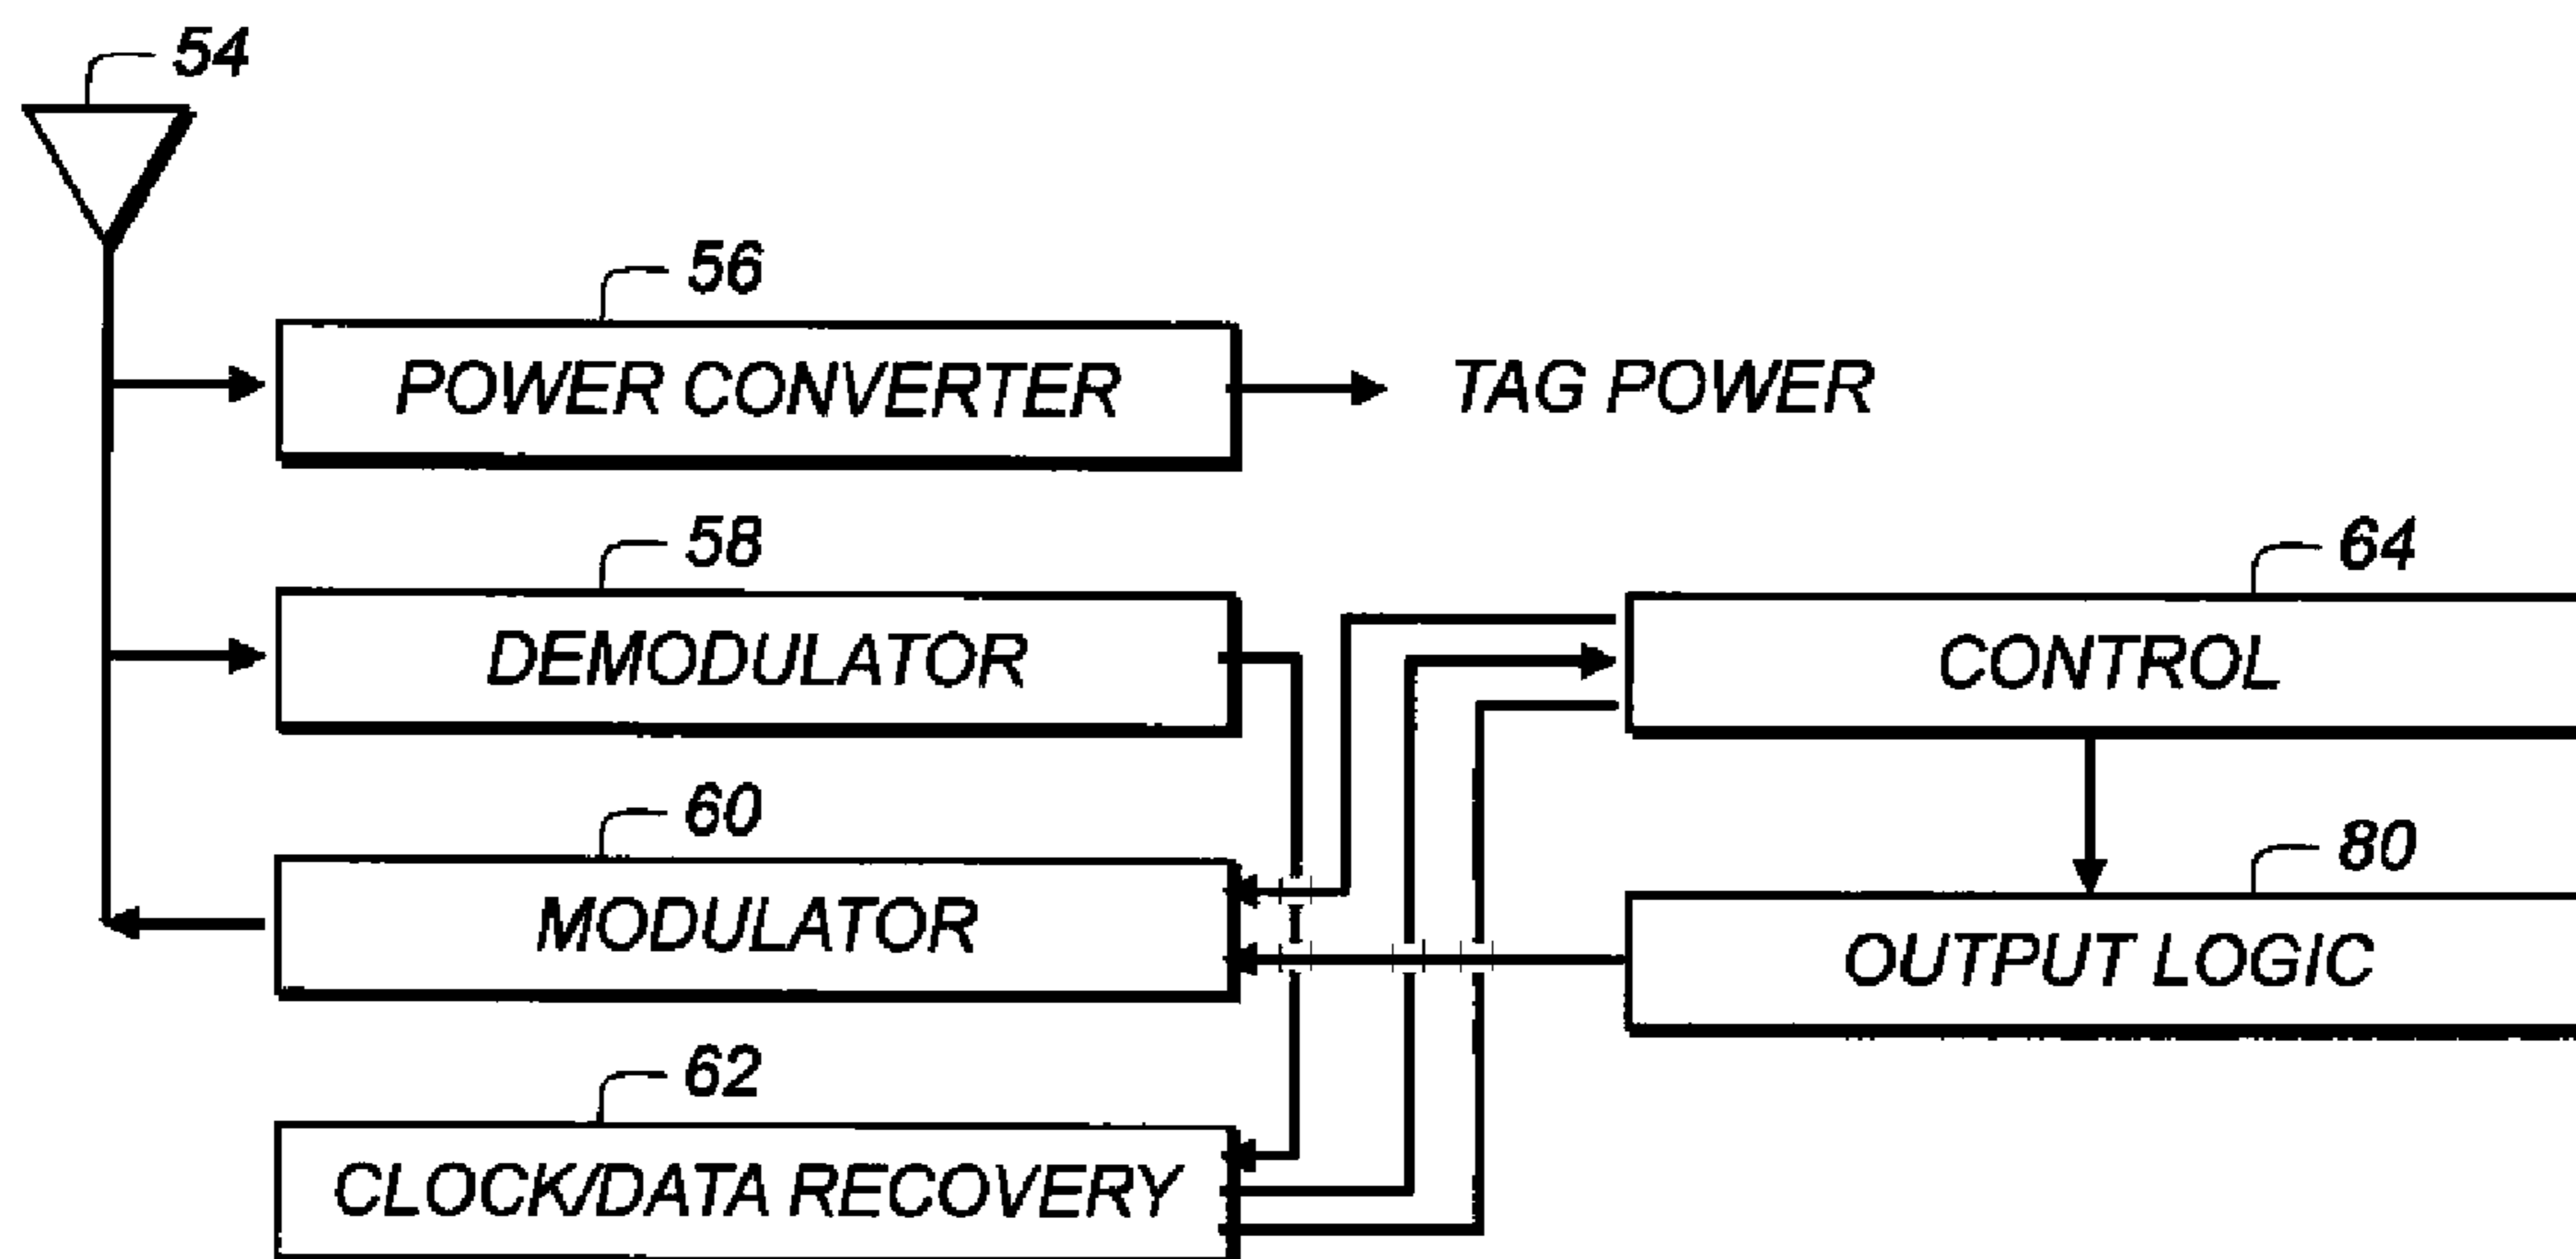 54
56
POWER CONVERTER
TAG POWER
58
DEMODULATOR
64
CONTROL
60
MODULATOR
80
OUTPUT LOGIC
62
CLOCK/DATA RECOVERY